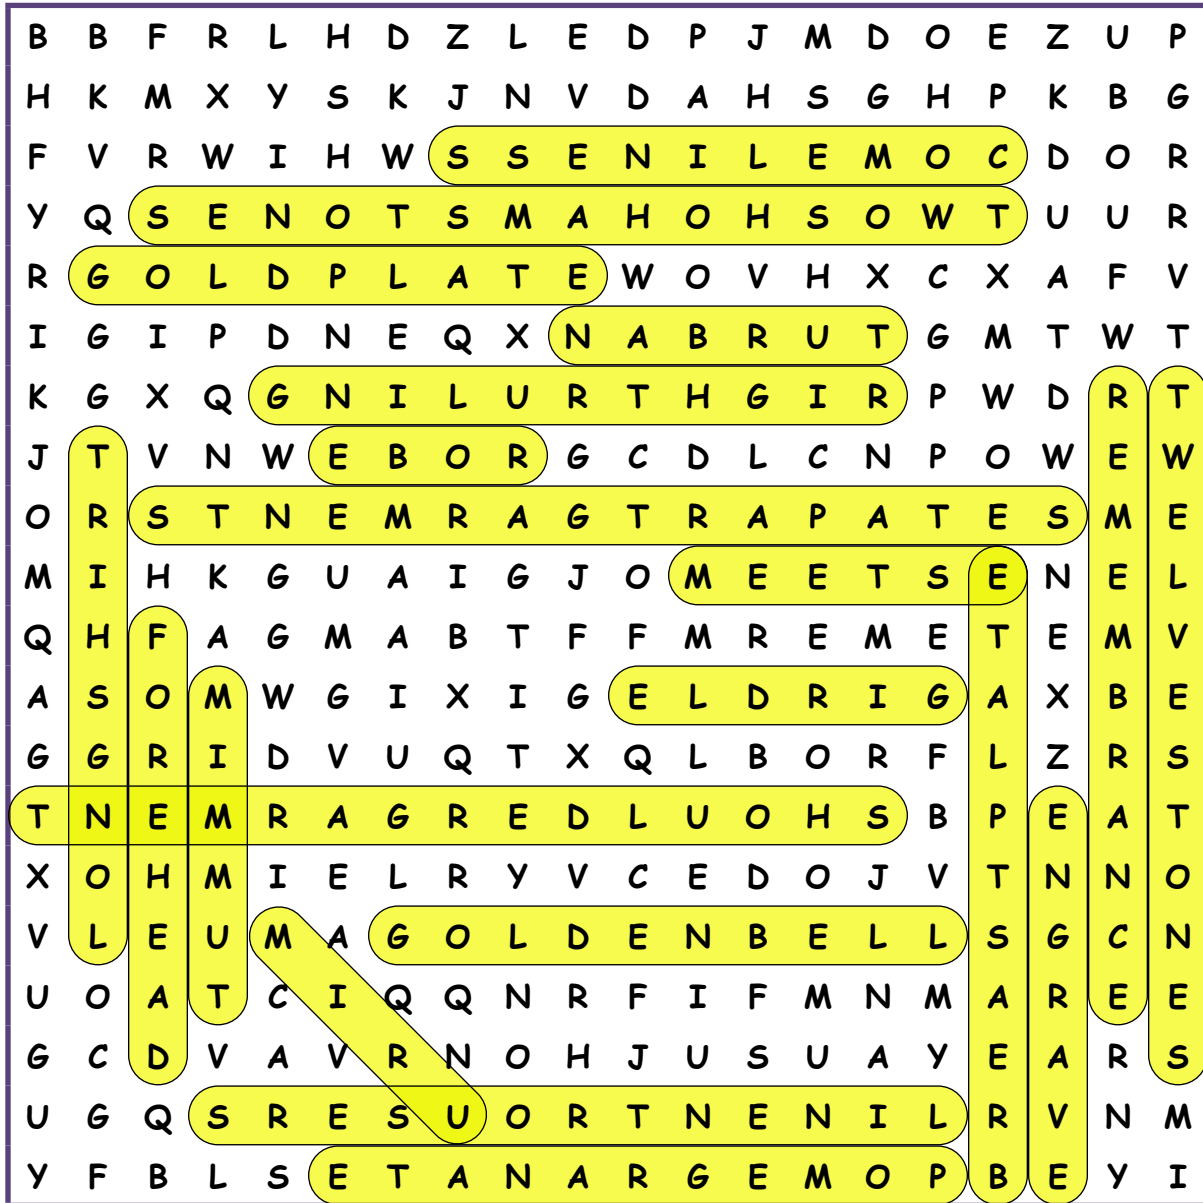 B B F R L H D Z L E D P J M D O E Z U P
H K M X Y S K J N V D A H S G H P K B G
F V R W I H W S S E N I L E M O C D O R
Y Q S E N O T S M A H O H S O W T U U R
R G O L D P L A T E W O V H X C X A F V
I G I P D N E Q X N A B R U T G M T W T
K G X Q G N I L U R T H G I R P W D R T
J T V N W E B O R G C D L C N P O W E W
O R S T N E M R A G T R A P A T E S M E
M I H K G U A I G J O M E E T S E N E L
Q H F A G M A B T F F M R E M E T E M V
A S O M W G I X I G E L D R I G A X B E
G G R I D V U Q T X Q L B O R F L Z R S
T N E M R A G R E D L U O H S B P E A T
X O H M I E L R Y V C E D O J V T N N O
V L E U M A G O L D E N B E L L S G C N
U O A T C I Q Q N R F I F M N M A R E E
G C D V A V R N O H J U S U A Y E A R S
U G Q S R E S U O R T N E N I L R V N M
Y F B L S E T A N A R G E M O P B E Y I